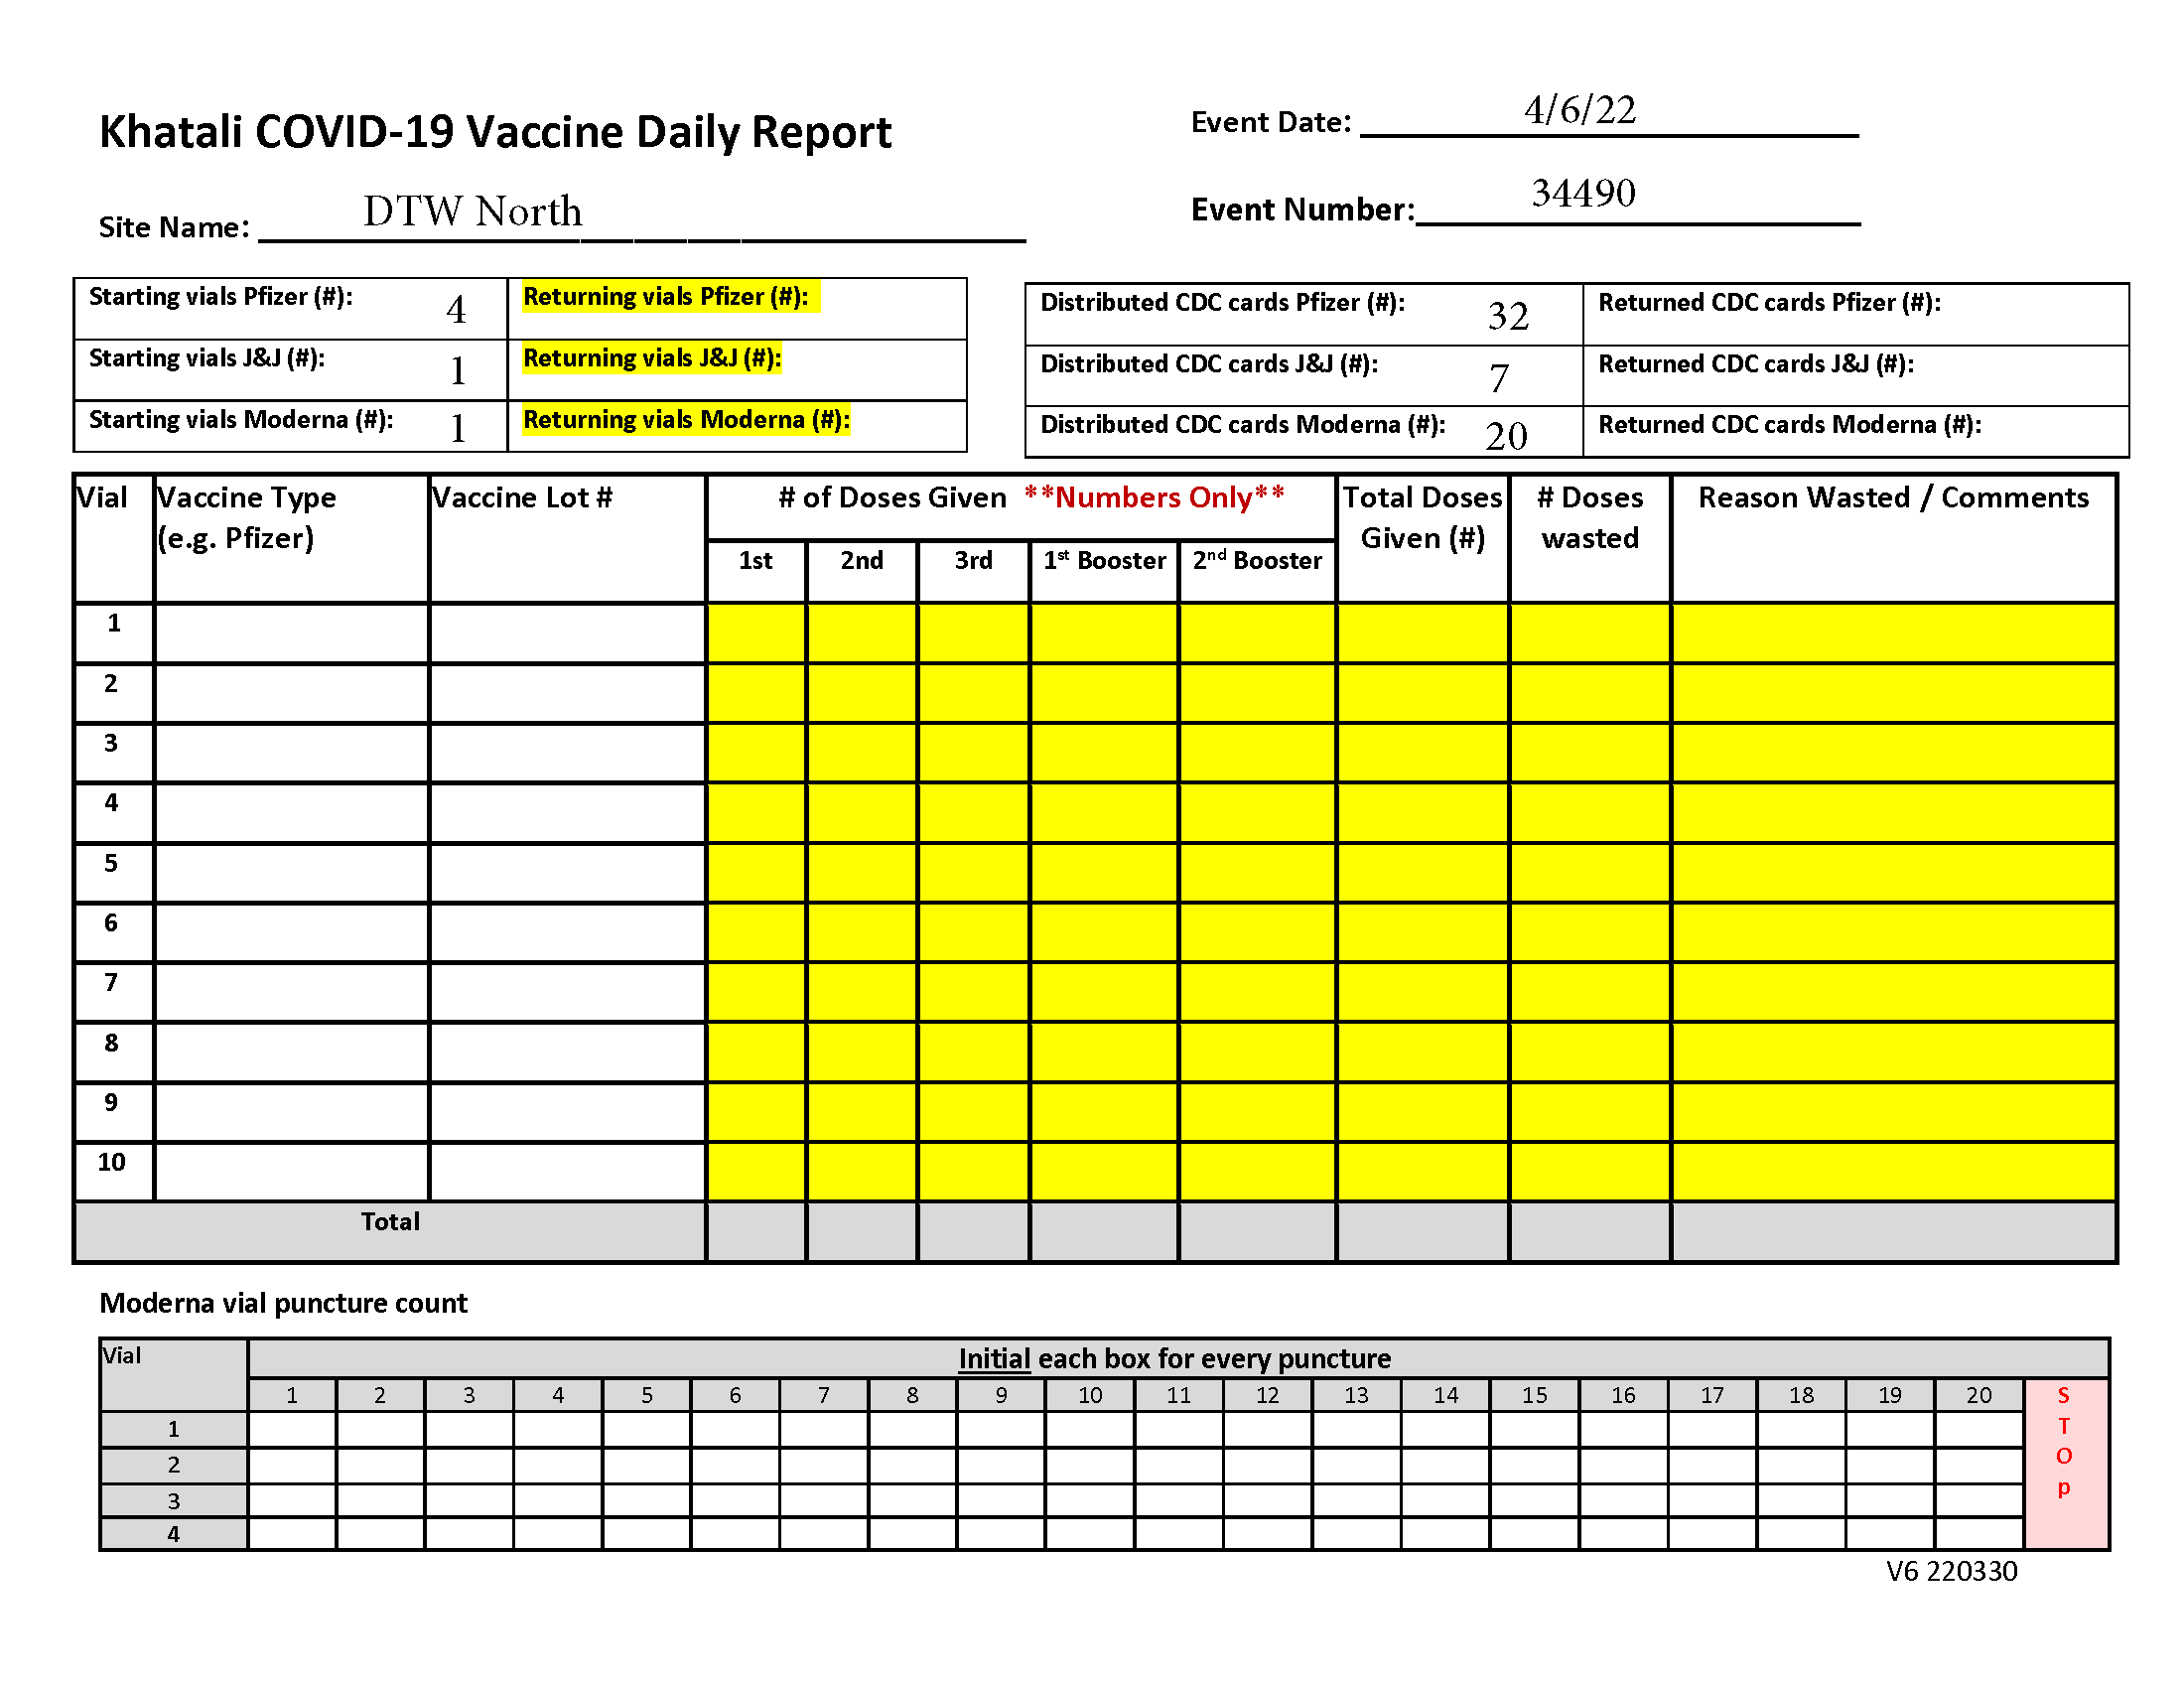 Khatali COVID-19 Vaccine Daily Report
Event Date: 4/6/22
Site Name: DTW North
Event Number: 34490
Starting vials Pfizer (#): 4 Returning vials Pfizer (#):
Starting vials J&J (#): 1 Returning vials J&J (#):
Starting vials Moderna (#): 1 Returning vials Moderna (#):
Distributed CDC cards Pfizer (#): 32 Returned CDC cards Pfizer (#):
Distributed CDC cards J&J (#): 7 Returned CDC cards J&J (#):
Distributed CDC cards Moderna (#): 20 Returned CDC cards Moderna (#):
Vial Vaccine Type Vaccine Lot # # of Doses Given **Numbers Only** Total Doses # Doses Reason Wasted / Comments
(e.g. Pfizer) Given (#) wasted
1st 2nd 3rd 1st Booster 2nd Booster
1
2
3
4
5
6
7
8
9
10
Total
Moderna vial puncture count
Vial Initial each box for every puncture
1 2 3 4 5 6 7 8 9 10 11 12 13 14 15 16 17 18 19 20 S
1 T
2 O
3 p
4
V6 220330